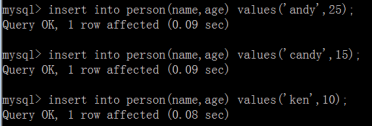 mysql> insert into person(name,age) values('andy',25);
Query OK, 1 row affected (0.09 sec)
mysql> insert into person(name,age) values('candy',15);
Query OK, 1 row affected (0.09 sec)
mysql> insert into person(name,age) values('ken',10);
Query OK, 1 row affected (0.08 sec)